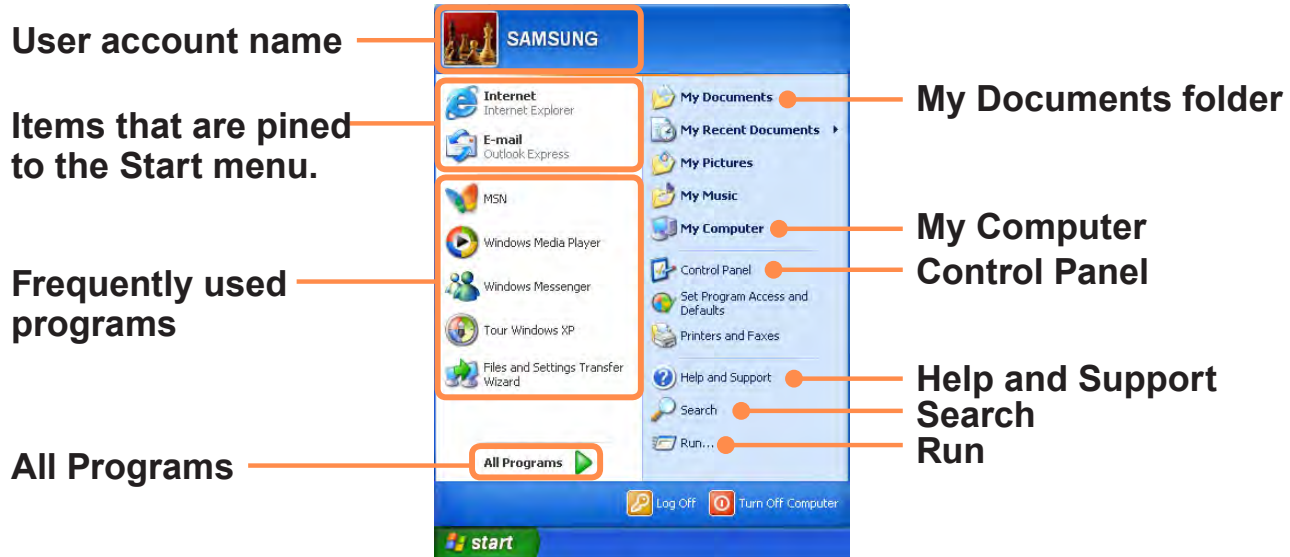 User account name
Items that are pined
to the Start menu.
Frequently used
programs
All Programs
SAMSUNG
Internet
Internet Explorer
E-mail
Outlook Express
MSN
Windows Media Player
Windows Messenger
Tour Windows XP
Files and Settings Transfer
Wizard
All Programs
My Documents
My Recent Documents
My Pictures
My Music
My Computer
Control Panel
Set Program Access and
Defaults
Printers and Faxes
Help and Support
Search
Run...
Log Off
Turn Off Computer
start
My Documents folder
My Computer
Control Panel
Help and Support
Search
Run